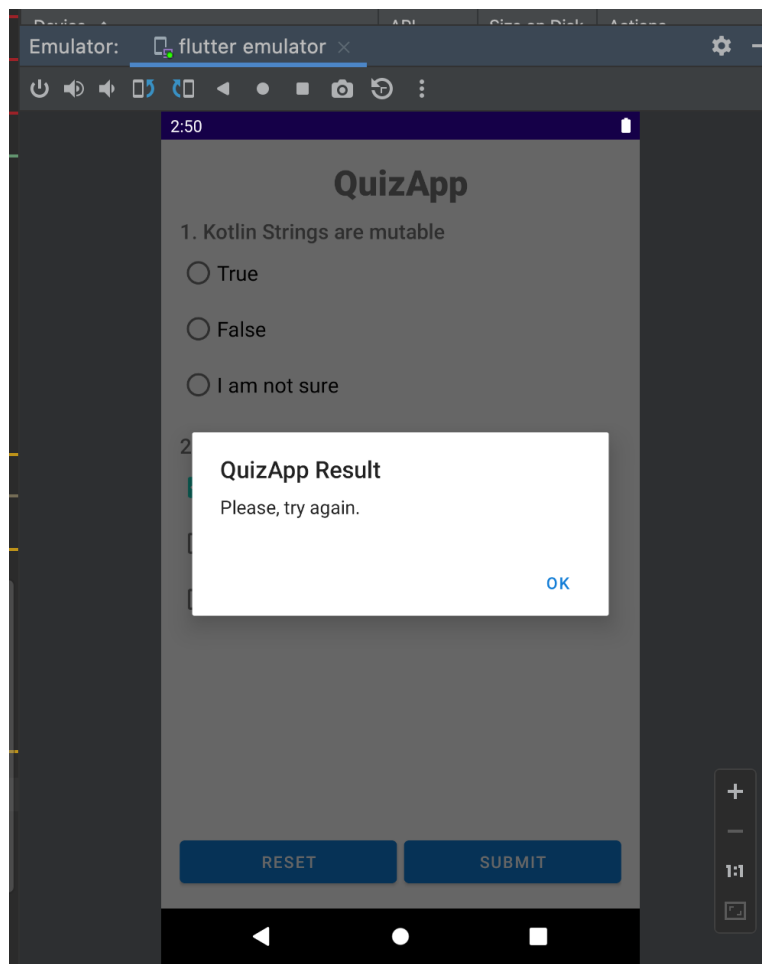 Emulator: flutter emulator
2:50
QuizApp
1. Kotlin Strings are mutable
True
False
I am not sure
2
QuizApp Result
Please, try again.
OK
RESET SUBMIT
1:1